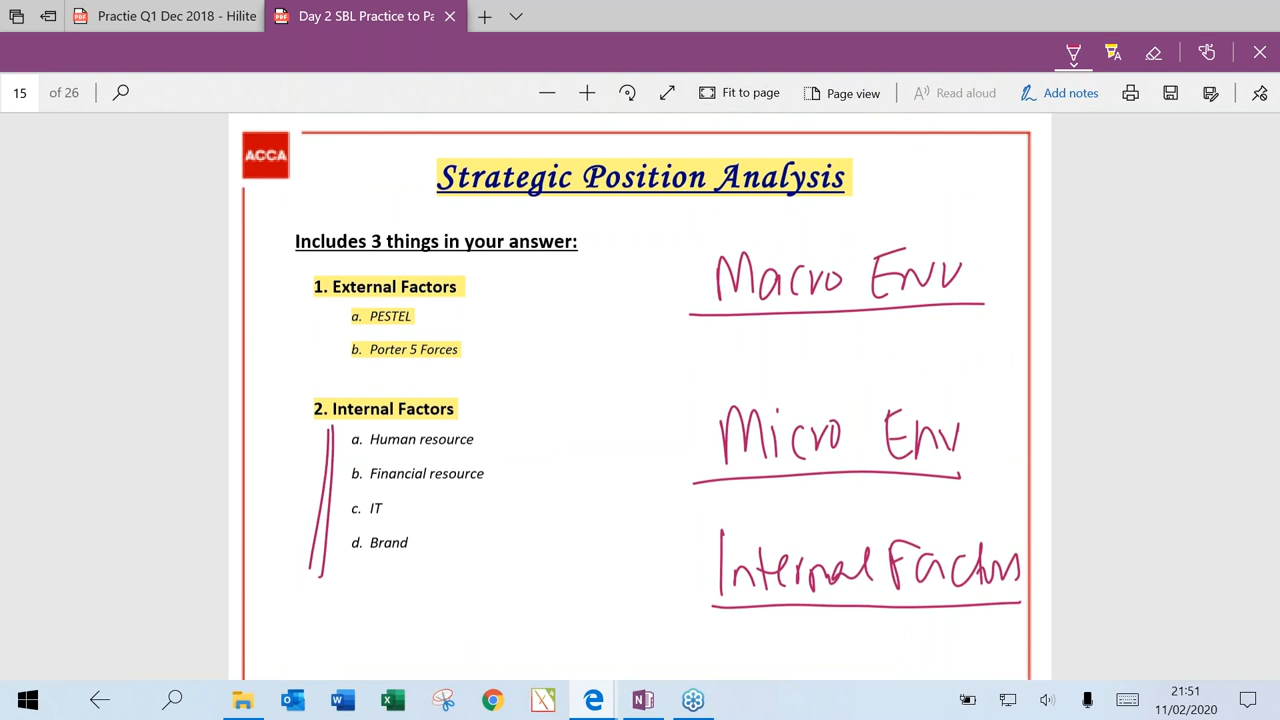 Practie Q1 Dec 2018 - Hilite
Day 2 SBL Practice to Pa
15 of 26
Fit to page
Page view
Read aloud
Add notes
ACCA
Strategic Position Analysis
Includes 3 things in your answer:
1. External Factors
a. PESTEL
b. Porter 5 Forces
2. Internal Factors
a. Human resource
b. Financial resource
c. IT
d. Brand
Macro Env
Micro Env
Internal Factors
21:51
11/02/2020